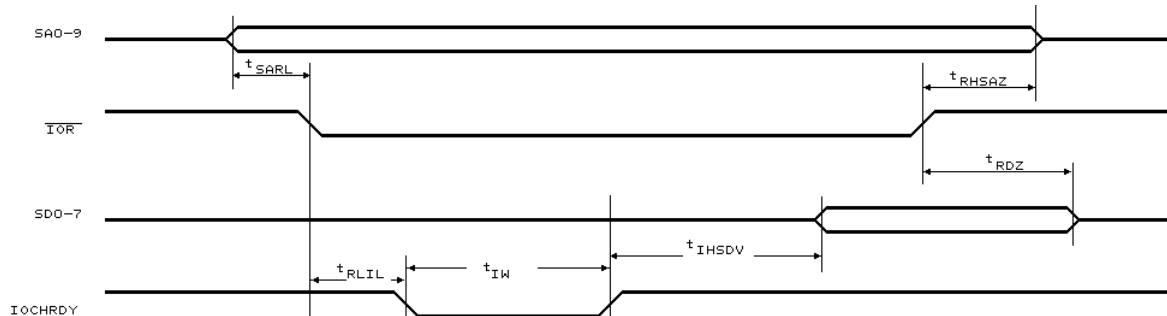 SA0-9
tSARL
tRHSAZ
IOR
tRDZ
SD0-7
tIHSDV
tRLIL
tIW
IOCHRDY